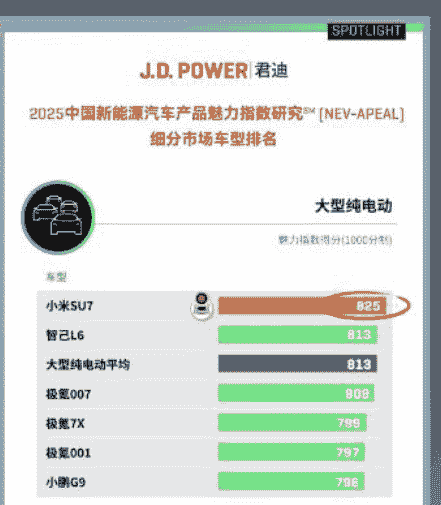 SPOTLIGHT
J.D. POWER 君迪
2025中国新能源汽车产品魅力指数研究℠ (NEV-APEAL)
细分市场车型排名
大型纯电动
魅力指数得分(1000分制)
车型
小米SU7 825
智己L6 813
大型纯电动平均 813
极氪007
极氪7X 799
极氪001 797
小鹏G9